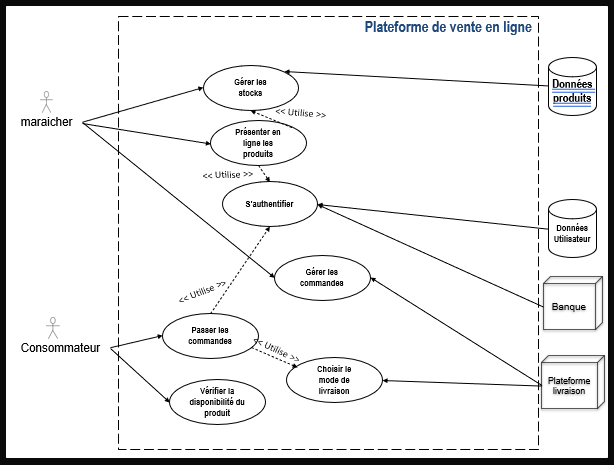 Plateforme de vente en ligne
Gérer les
stocks
Données
produits
<< Utilise >>
maraicher
Présenter en
ligne les
produits
<< Utilise >>
S'authentifier
Données
Utilisateur
Gérer les
commandes
<< Utilise >>
Banque
Passer les
commandes
Consommateur
<< Utilise >>
Choisir le
mode de
livraison
Plateforme
livraison
Vérifier la
disponibilité du
produit